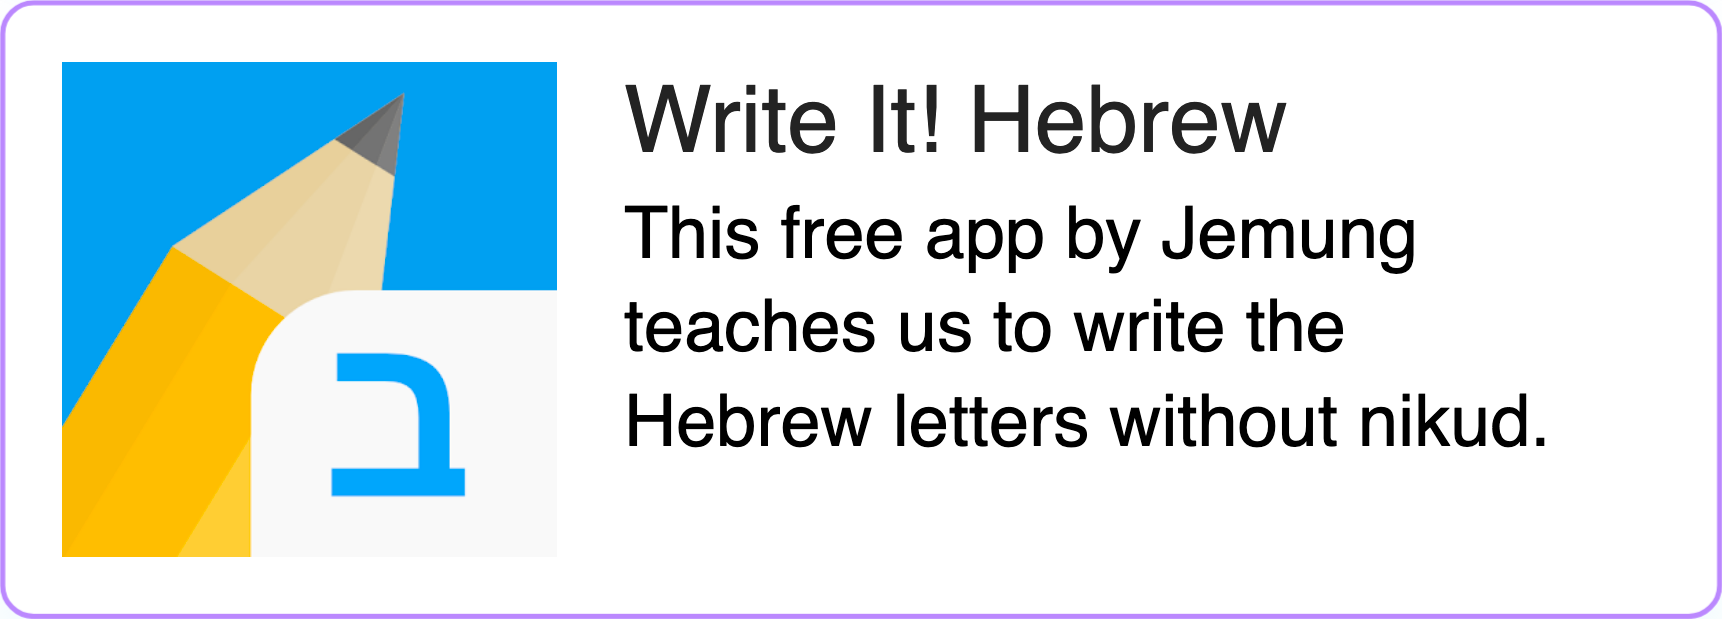 Write It! Hebrew
This free app by Jemung
teaches us to write the
Hebrew letters without nikud.
ב